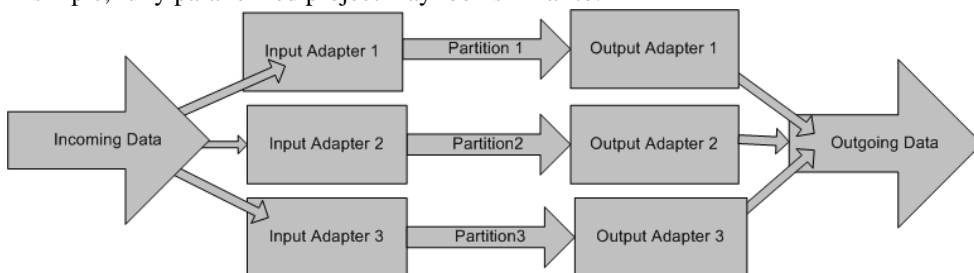 Input Adapter 1
Partition 1
Output Adapter 1
Incoming Data
Input Adapter 2
Partition2
Output Adapter 2
Outgoing Data
Input Adapter 3
Partition3
Output Adapter 3